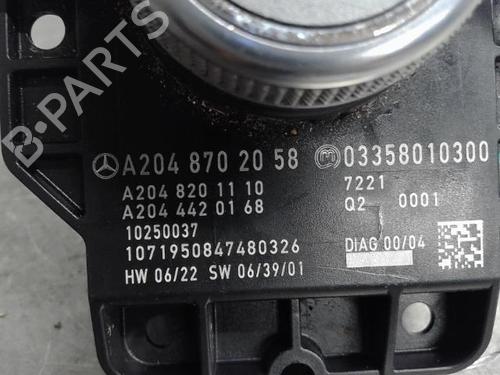 A204 870 20 58 03358010300
A204 820 11 10 7221
A204 442 01 68 Q2 0001
10250037
1071950847480326 DIAG 00/04
HW 06/22 SW 06/39/01
B-PARTS